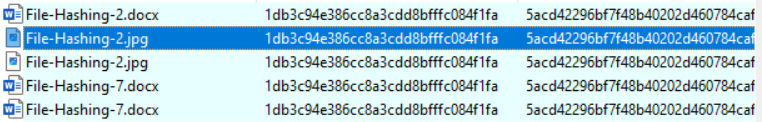 File-Hashing-2.docx 1db3c94e386cc8a3cdd8bfffc084f1fa 5acd42296bf7f48b40202d460784caf
File-Hashing-2.jpg 1db3c94e386cc8a3cdd8bfffc084f1fa 5acd42296bf7f48b40202d460784caf
File-Hashing-2.jpg 1db3c94e386cc8a3cdd8bfffc084f1fa 5acd42296bf7f48b40202d460784caf
File-Hashing-7.docx 1db3c94e386cc8a3cdd8bfffc084f1fa 5acd42296bf7f48b40202d460784caf
File-Hashing-7.docx 1db3c94e386cc8a3cdd8bfffc084f1fa 5acd42296bf7f48b40202d460784caf